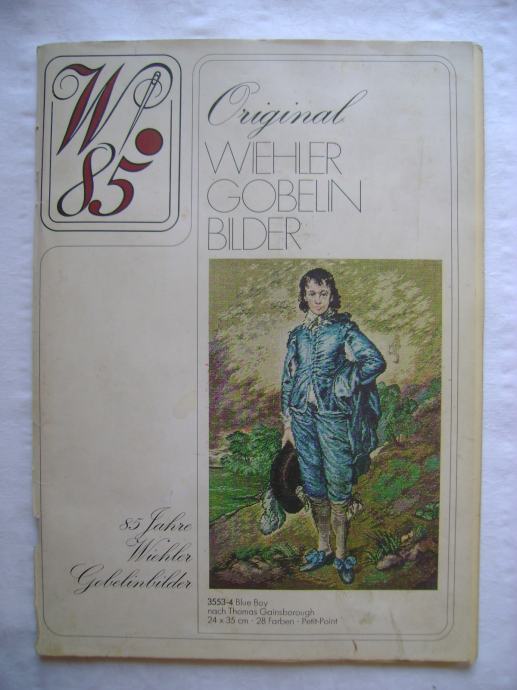 W
85
Original
WIEHLER
GOBELIN
BILDER
85 Jahre
Wiehler
Gobelinbilder
3553-4 Blue Boy
nach Thomas Gainsborough
24 x 35 cm · 28 Farben · Petit-Point